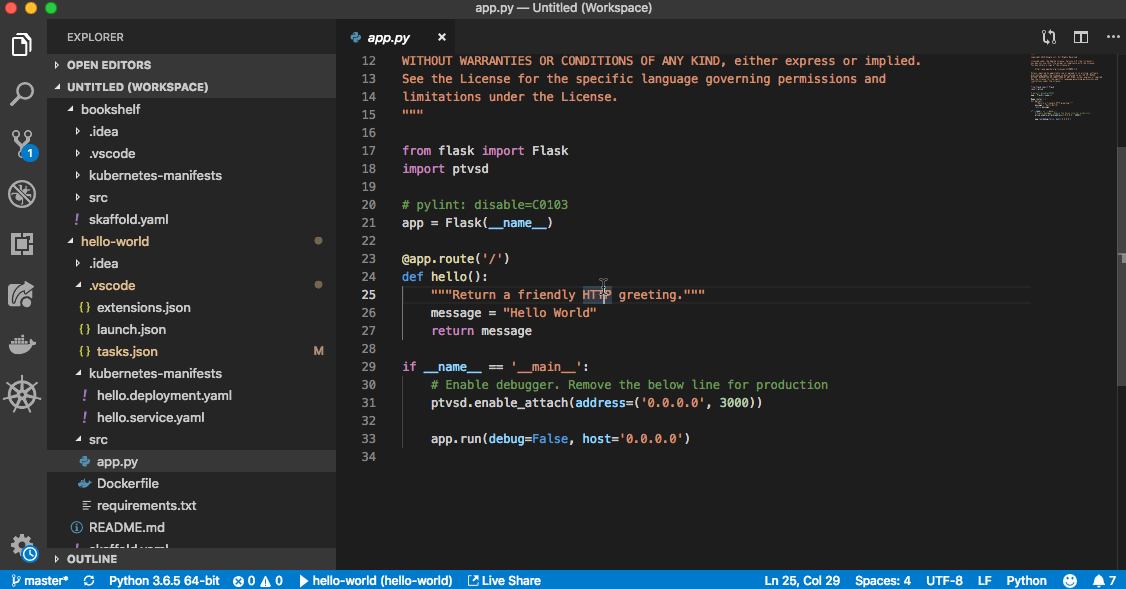 app.py — Untitled (Workspace)
EXPLORER
OPEN EDITORS
UNTITLED (WORKSPACE)
bookshelf
.idea
.vscode
kubernetes-manifests
src
! skaffold.yaml
hello-world
.idea
.vscode
{} extensions.json
{} launch.json
{} tasks.json M
kubernetes-manifests
! hello.deployment.yaml
! hello.service.yaml
src
app.py
Dockerfile
requirements.txt
README.md
OUTLINE
1
app.py ×
12 WITHOUT WARRANTIES OR CONDITIONS OF ANY KIND, either express or implied.
13 See the License for the specific language governing permissions and
14 limitations under the License.
15 """
16
17 from flask import Flask
18 import ptvsd
19
20 # pylint: disable=C0103
21 app = Flask(__name__)
22
23 @app.route('/')
24 def hello():
25 """Return a friendly HTTP greeting."""
26 message = "Hello World"
27 return message
28
29 if __name__ == '__main__':
30 # Enable debugger. Remove the below line for production
31 ptvsd.enable_attach(address=('0.0.0.0', 3000))
32
33 app.run(debug=False, host='0.0.0.0')
34
master* Python 3.6.5 64-bit 0 0 hello-world (hello-world) Live Share Ln 25, Col 29 Spaces: 4 UTF-8 LF Python 7